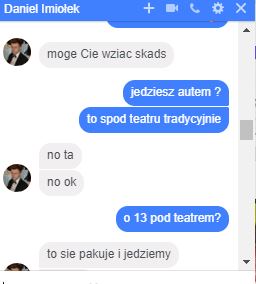 Daniel Imiołek
moge Cie wziac skads
jedziesz autem ?
to spod teatru tradycyjnie
no ta
no ok
o 13 pod teatrem?
to sie pakuje i jedziemy